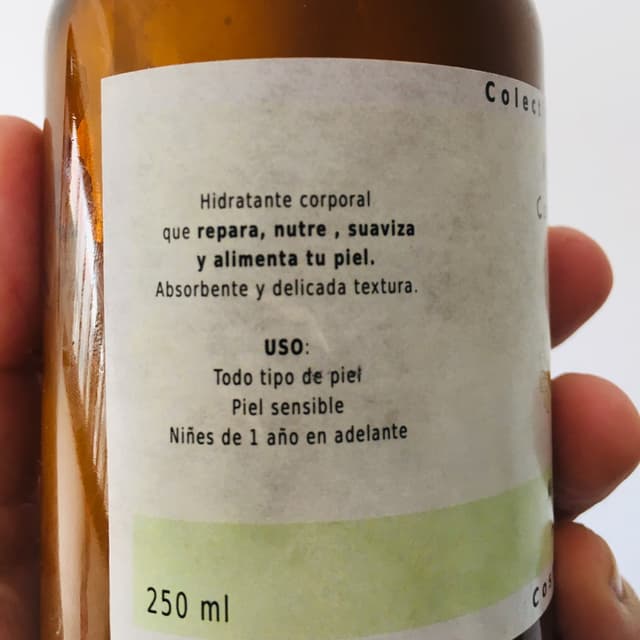 Hidratante corporal
que repara, nutre , suaviza
y alimenta tu piel.
Absorbente y delicada textura.
USO:
Todo tipo de piel
Piel sensible
Niñes de 1 año en adelante
250 ml